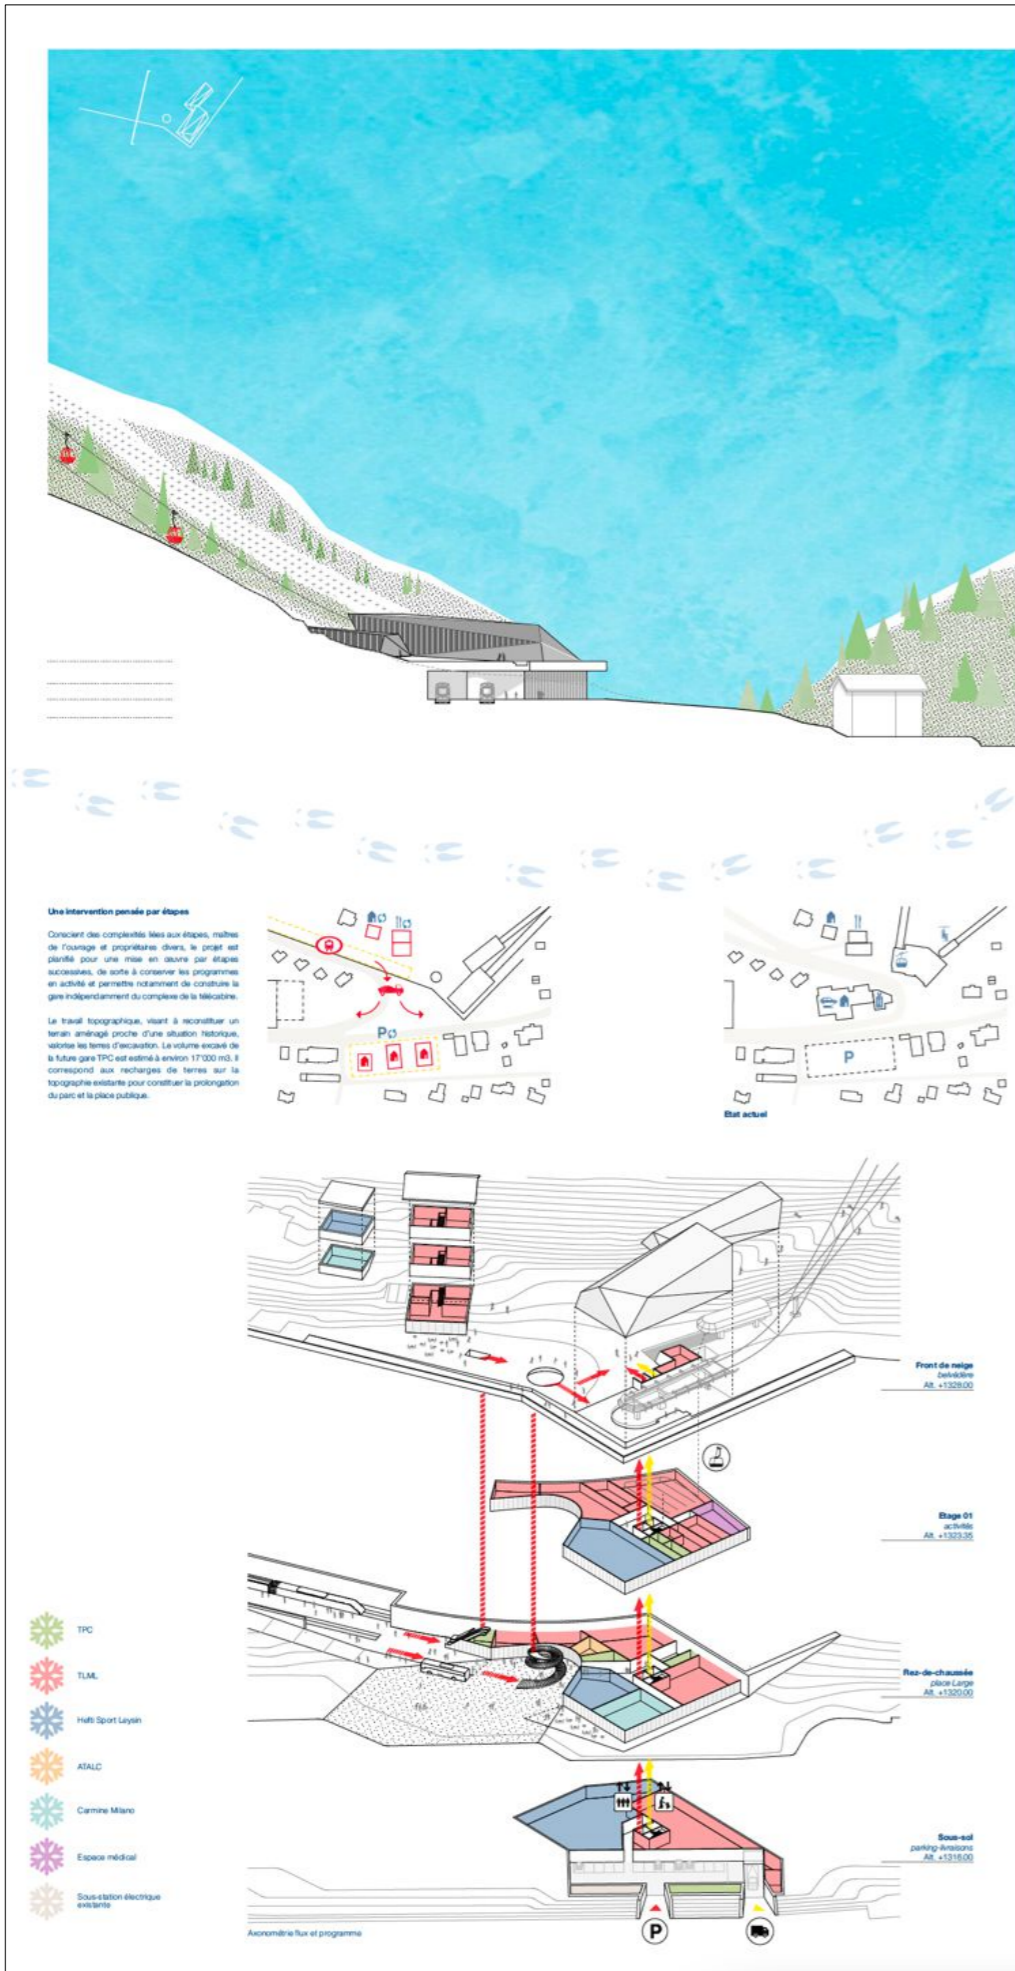 Une intervention pensée par étapes
Conscient des complexités liées aux étapes, maîtres
de l'ouvrage et propriétaires divers, le projet est
planifié pour une mise en œuvre par étapes
successives, de sorte à conserver les programmes
en activité et permettre notamment de construire la
gare indépendamment du complexe de la télécabine.
Le travail topographique, visant à reconstituer un
terrain aménagé proche d'une situation historique,
valorise les terres d'excavation. Le volume excavé de
la future gare TPC est estimé à environ 17'000 m3. Il
correspond aux recharges de terres sur la
topographie existante pour constituer la prolongation
du parc et la place publique.
P
P
Etat actuel
Front de neige
belvédère
Alt. +1328.00
Etage 01
activités
Alt. +1323.35
Rez-de-chaussée
place Large
Alt. +1320.00
Sous-sol
parking-livraisons
Alt. +1316.00
TPC
TLML
Hefti Sport Leysin
ATALC
Carmine Milano
Espace médical
Sous-station électrique
existante
Axonométrie flux et programme
P